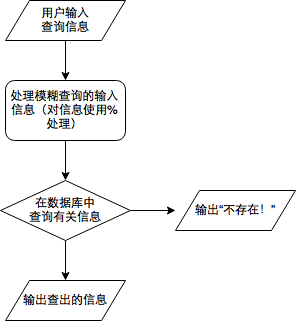 用户输入
查询信息
处理模糊查询的输入
信息（对信息使用%
处理）
在数据库中
查询有关信息
输出“不存在！”
输出查出的信息